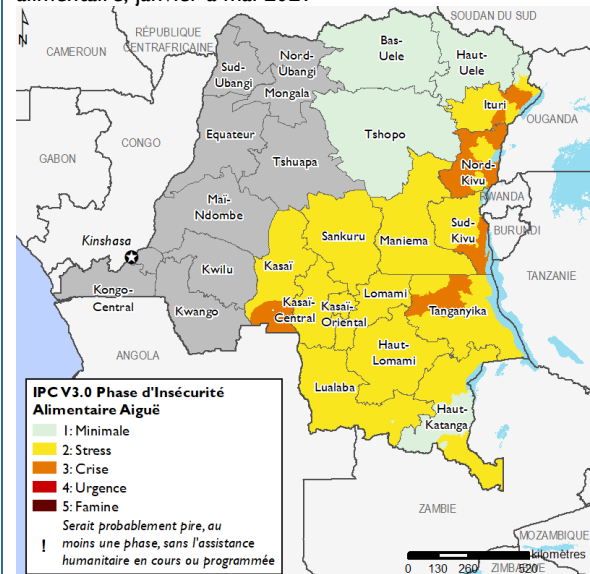 N
SOUDAN DU SUD
RÉPUBLIQUE
CENTRAFRICAINE
CAMEROUN
Bas-
Uele
Nord-
Ubangi
Haut-
Uele
Sud-
Ubangi
Mongala
Ituri
OUGANDA
Equateur
CONGO
Tshopo
GABON
Tshuapa
Nord-
Kivu
RWANDA
Maï-
Ndombe
Sud-
Kivu
BURUNDI
Kinshasa
Sankuru
Maniema
Kasaï
Kwilu
TANZANIE
Kongo-
Central
Lomami
Kasaï-
Central
Kasaï-
Oriental
Kwango
Tanganyika
ANGOLA
Haut-
Lomami
Lualaba
Haut-
Katanga
IPC V3.0 Phase d'Insécurité
Alimentaire Aiguë
1: Minimale
2: Stress
3: Crise
4: Urgence
5: Famine
Serait probablement pire, au
! moins une phase, sans l'assistance
humanitaire en cours ou programmée
ZAMBIE
MOZAMBIQUE
kilomètres
0 130 260 520